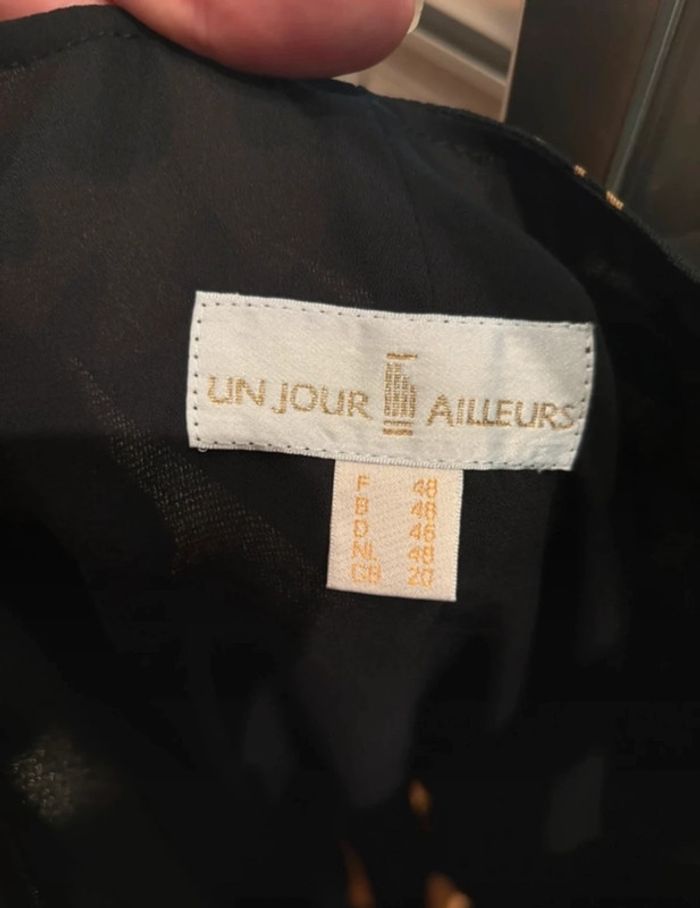 UN JOUR AILLEURS
F 48
B 48
D 46
NL 48
GB 20